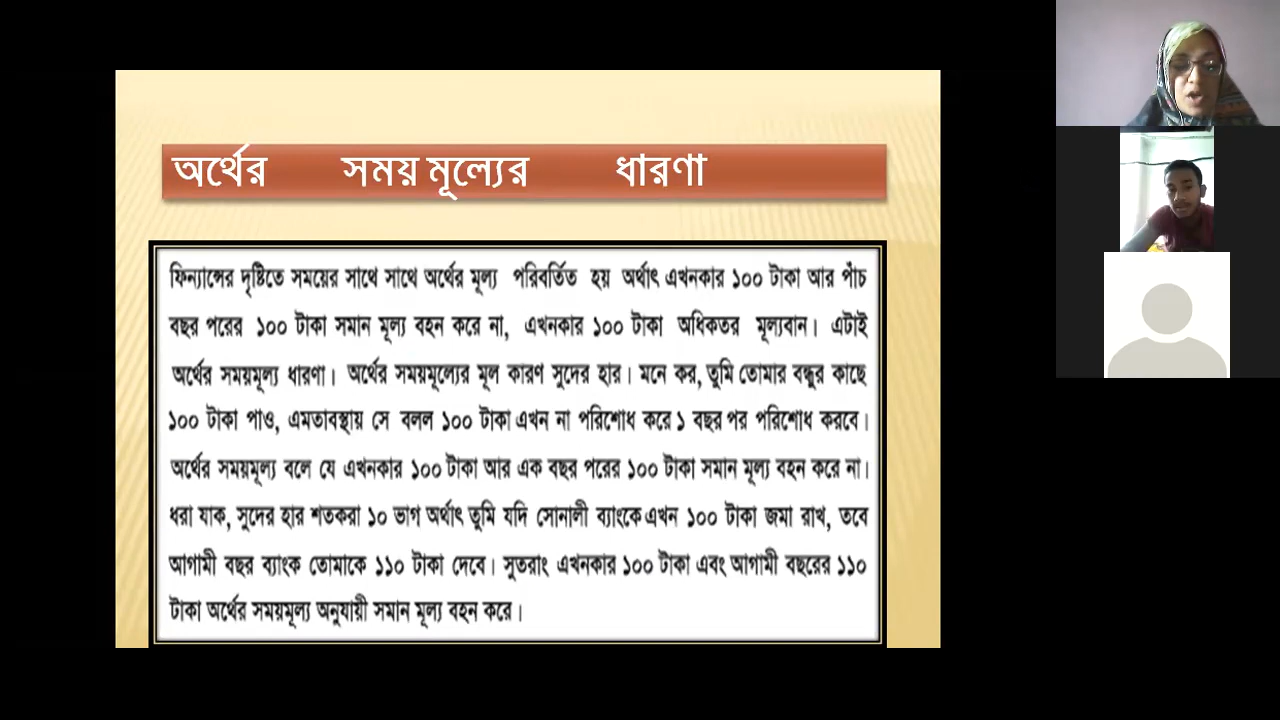 অর্থের সময় মূল্যের ধারণা
ফিন্যান্সের দৃষ্টিতে সময়ের সাথে সাথে অর্থের মূল্য পরিবর্তিত হয় অর্থাৎ এখনকার ১০০ টাকা আর পাঁচ
বছর পরের ১০০ টাকা সমান মূল্য বহন করে না, এখনকার ১০০ টাকা অধিকতর মূল্যবান। এটাই
অর্থের সময়মূল্য ধারণা। অর্থের সময়মূল্যের মূল কারণ সুদের হার। মনে কর, তুমি তোমার বন্ধুর কাছে
১০০ টাকা পাও, এমতাবস্থায় সে বলল ১০০ টাকা এখন না পরিশোধ করে ১ বছর পর পরিশোধ করবে।
অর্থের সময়মূল্য বলে যে এখনকার ১০০ টাকা আর এক বছর পরের ১০০ টাকা সমান মূল্য বহন করে না।
ধরা যাক, সুদের হার শতকরা ১০ ভাগ অর্থাৎ তুমি যদি সোনালী ব্যাংকে এখন ১০০ টাকা জমা রাখ, তবে
আগামী বছর ব্যাংক তোমাকে ১১০ টাকা দেবে। সুতরাং এখনকার ১০০ টাকা এবং আগামী বছরের ১১০
টাকা অর্থের সময়মূল্য অনুযায়ী সমান মূল্য বহন করে।